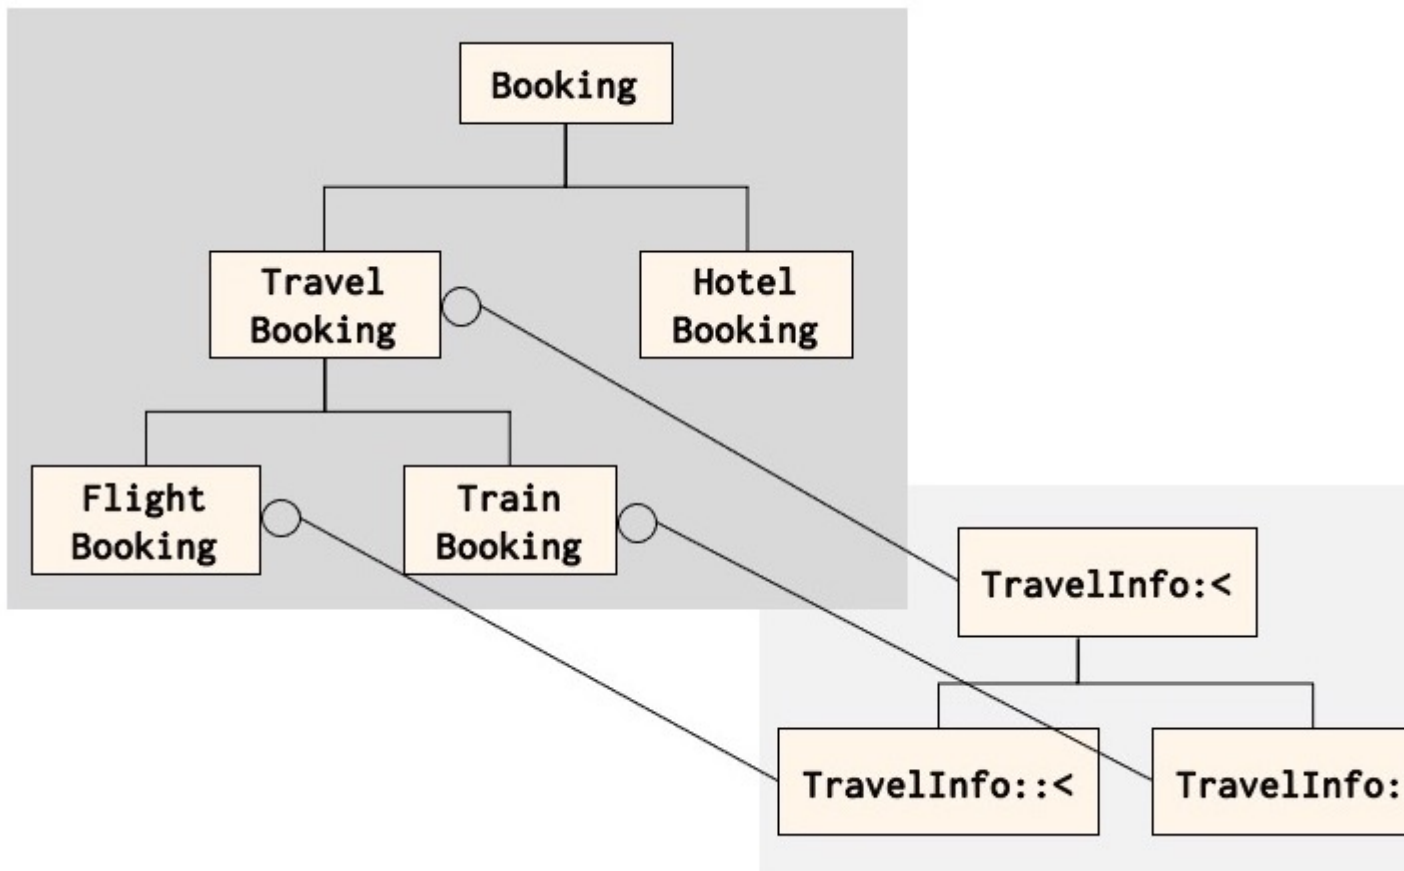 Booking
Travel
Booking
Hotel
Booking
Flight
Booking
Train
Booking
TravelInfo:<
TravelInfo::<
TravelInfo: